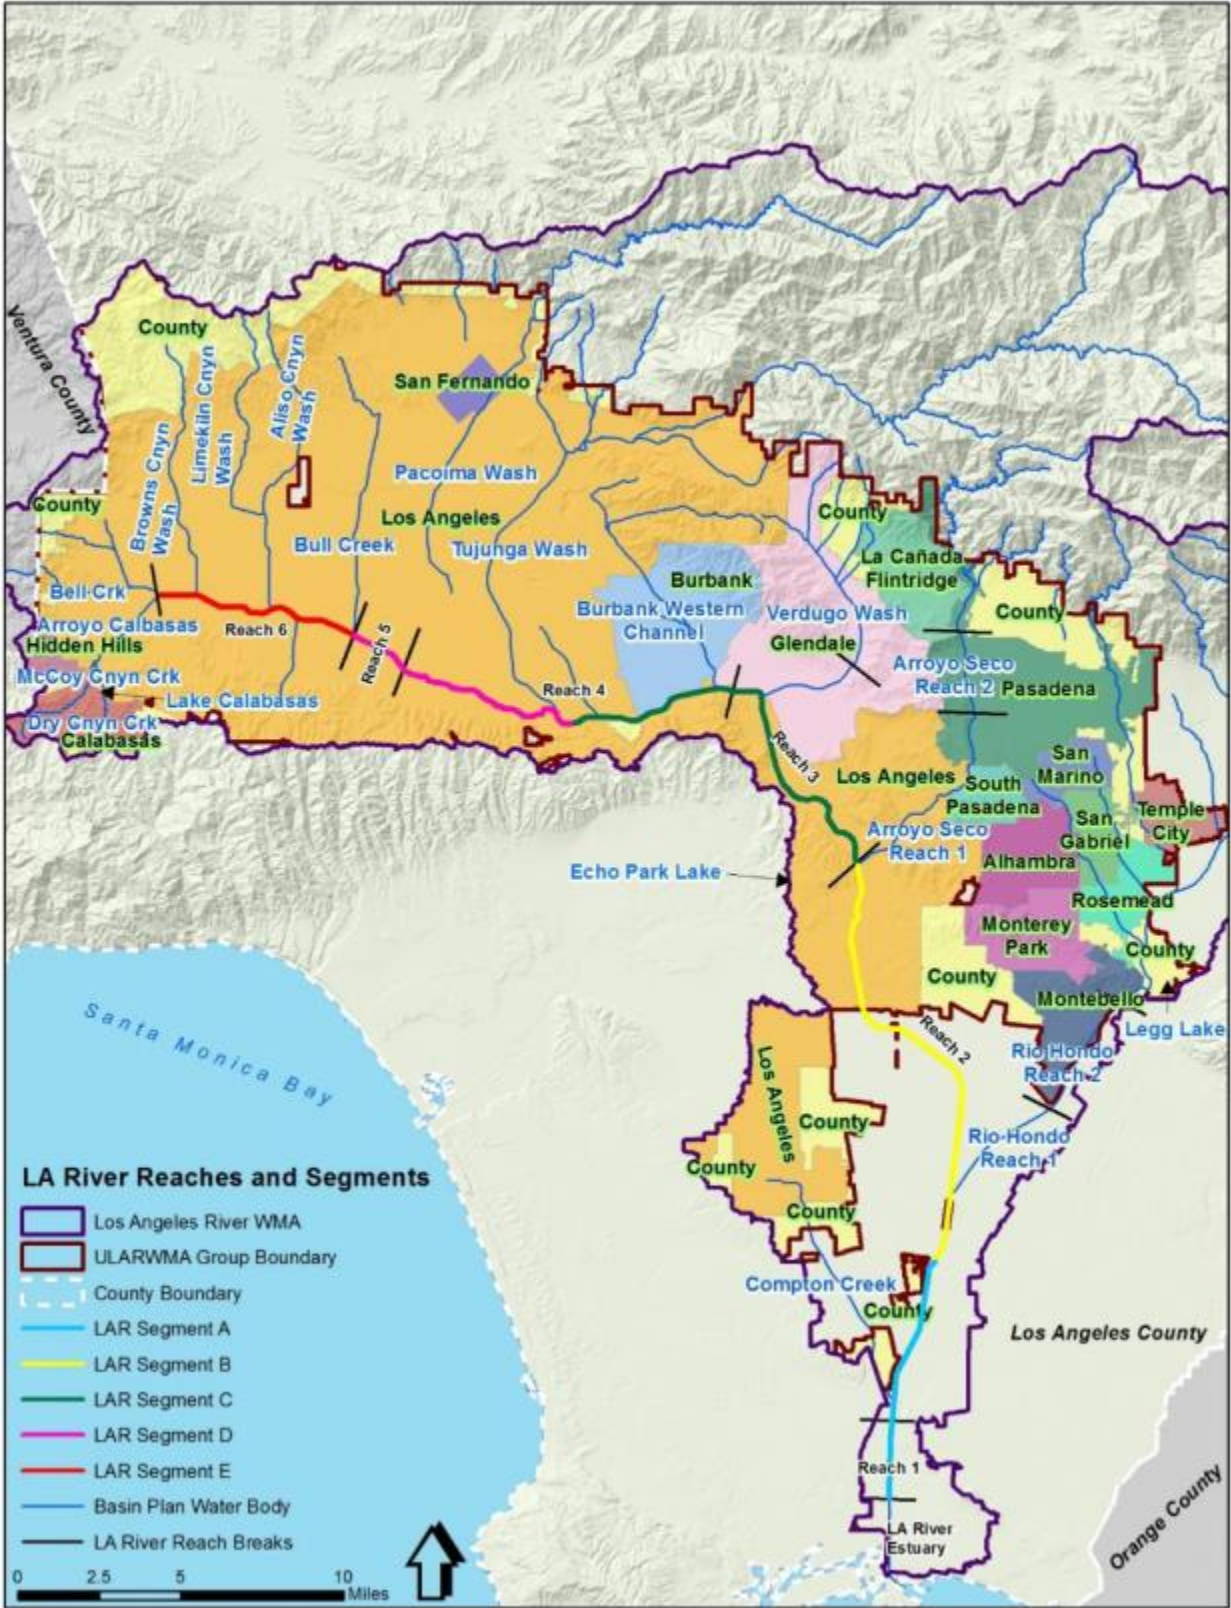 Ventura County
County
Limekiln Cnyn
Wash
Aliso Cnyn
Wash
San Fernando
Browns Cnyn
Wash
Pacoima Wash
County
Los Angeles
Bull Creek
Tujunga Wash
County
La Cañada
Flintridge
Burbank
Bell Crk
Burbank Western
Channel
Verdugo Wash
County
Arroyo Calbasas
Reach 6
Reach 5
Glendale
Hidden Hills
McCoy Cnyn Crk
Arroyo Seco
Reach 2
Pasadena
Lake Calabasas
Reach 4
Dry Cnyn Crk
Calabasas
Reach 3
Los Angeles
San
Marino
South
Pasadena
Temple
City
San
Gabriel
Arroyo Seco
Reach 1
Alhambra
Echo Park Lake
Rosemead
Monterey
Park
County
County
Montebello
Legg Lake
Santa Monica Bay
Reach 2
Rio Hondo
Reach 2
Los Angeles
County
Rio-Hondo
Reach 1
County
County
Compton Creek
County
Los Angeles County
Reach 1
LA River
Estuary
Orange County
LA River Reaches and Segments
Los Angeles River WMA
ULARWMA Group Boundary
County Boundary
LAR Segment A
LAR Segment B
LAR Segment C
LAR Segment D
LAR Segment E
Basin Plan Water Body
LA River Reach Breaks
0 2.5 5 10
Miles